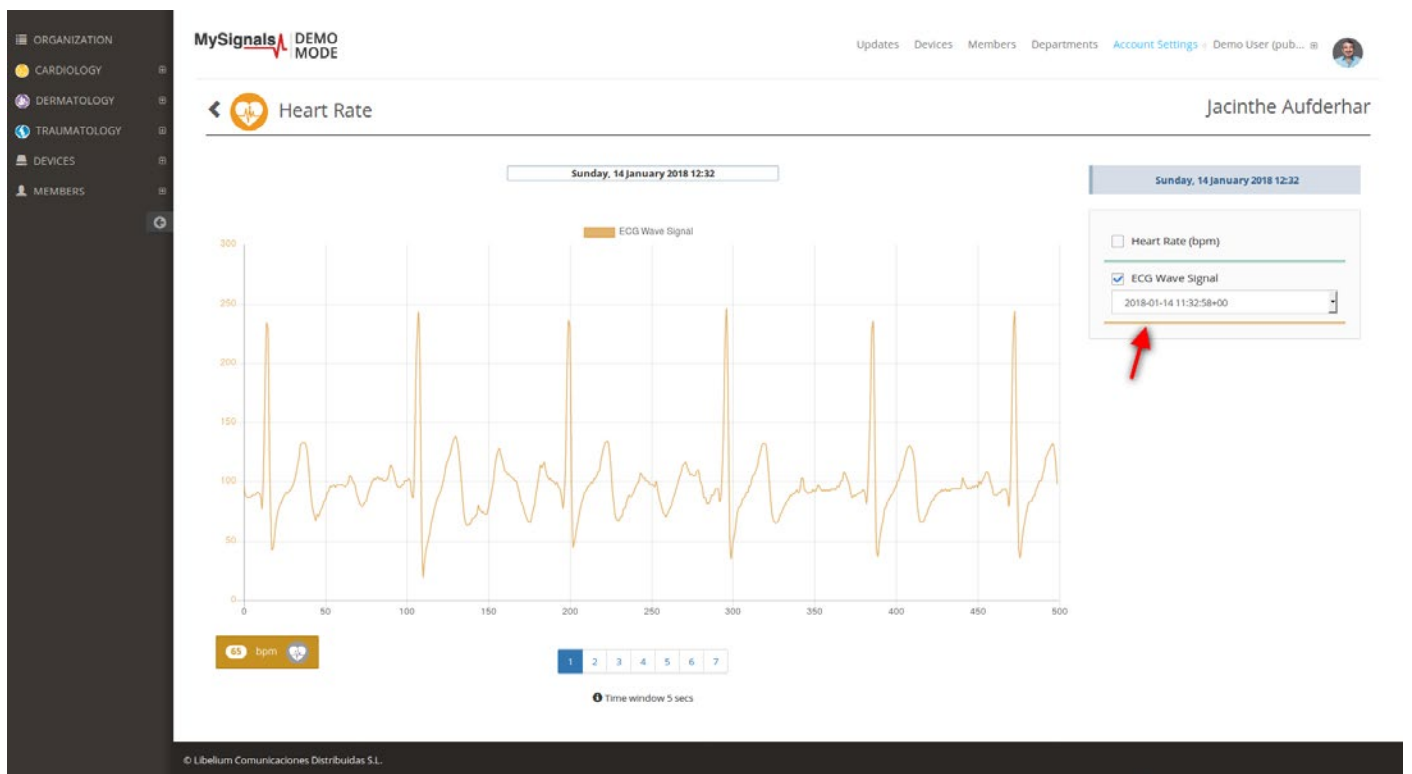 ORGANIZATION
CARDIOLOGY
DERMATOLOGY
TRAUMATOLOGY
DEVICES
MEMBERS
MySignals DEMO
MODE
Updates Devices Members Departments Account Settings Demo User (pub...
Heart Rate
Jacinthe Aufderhar
Sunday, 14 January 2018 12:32
ECG Wave Signal
300
250
200
150
100
50
0
0 50 100 150 200 250 300 350 400 450 500
65 bpm
1 2 3 4 5 6 7
Time window 5 secs
Sunday, 14 January 2018 12:32
Heart Rate (bpm)
ECG Wave Signal
2018-01-14 11:32:58+00
© Libelium Comunicaciones Distribuidas S.L.